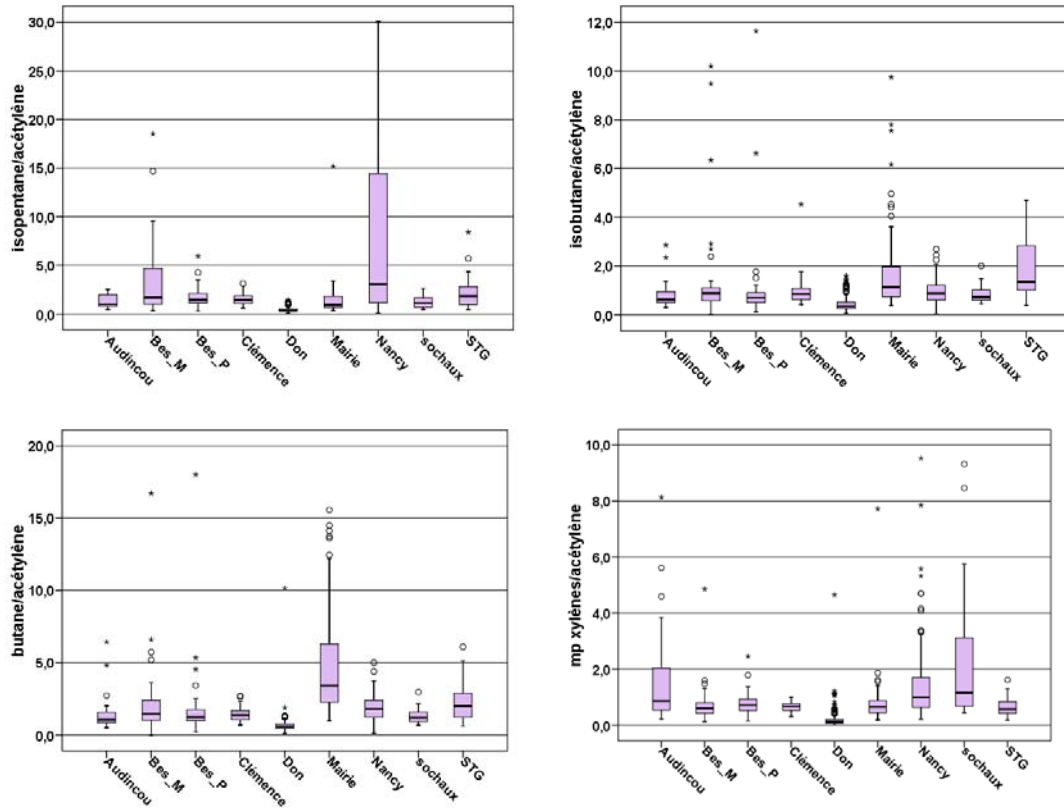 isopentane/acétylène
30,0
25,0
20,0
15,0
10,0
5,0
0,0
Audincou
Bes_M
Bes_P
Clémence
Don
Mairie
Nancy
sochaux
STG
isobutane/acétylène
12,0
10,0
8,0
6,0
4,0
2,0
0,0
Audincou
Bes_M
Bes_P
Clémence
Don
Mairie
Nancy
sochaux
STG
butane/acétylène
20,0
15,0
10,0
5,0
0,0
Audincou
Bes_M
Bes_P
Clémence
Don
Mairie
Nancy
sochaux
STG
mp xylènes/acétylène
10,0
8,0
6,0
4,0
2,0
0,0
Audincou
Bes_M
Bes_P
Clémence
Don
Mairie
Nancy
sochaux
STG